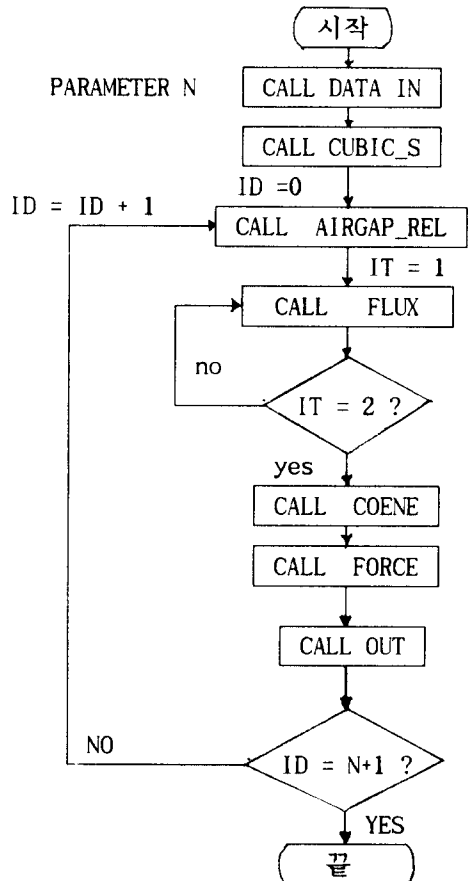 시작
PARAMETER N
CALL DATA IN
CALL CUBIC_S
ID =0
ID = ID + 1
CALL AIRGAP_REL
IT = 1
CALL FLUX
no
IT = 2 ?
yes
CALL COENE
CALL FORCE
CALL OUT
NO
ID = N+1 ?
YES
끝